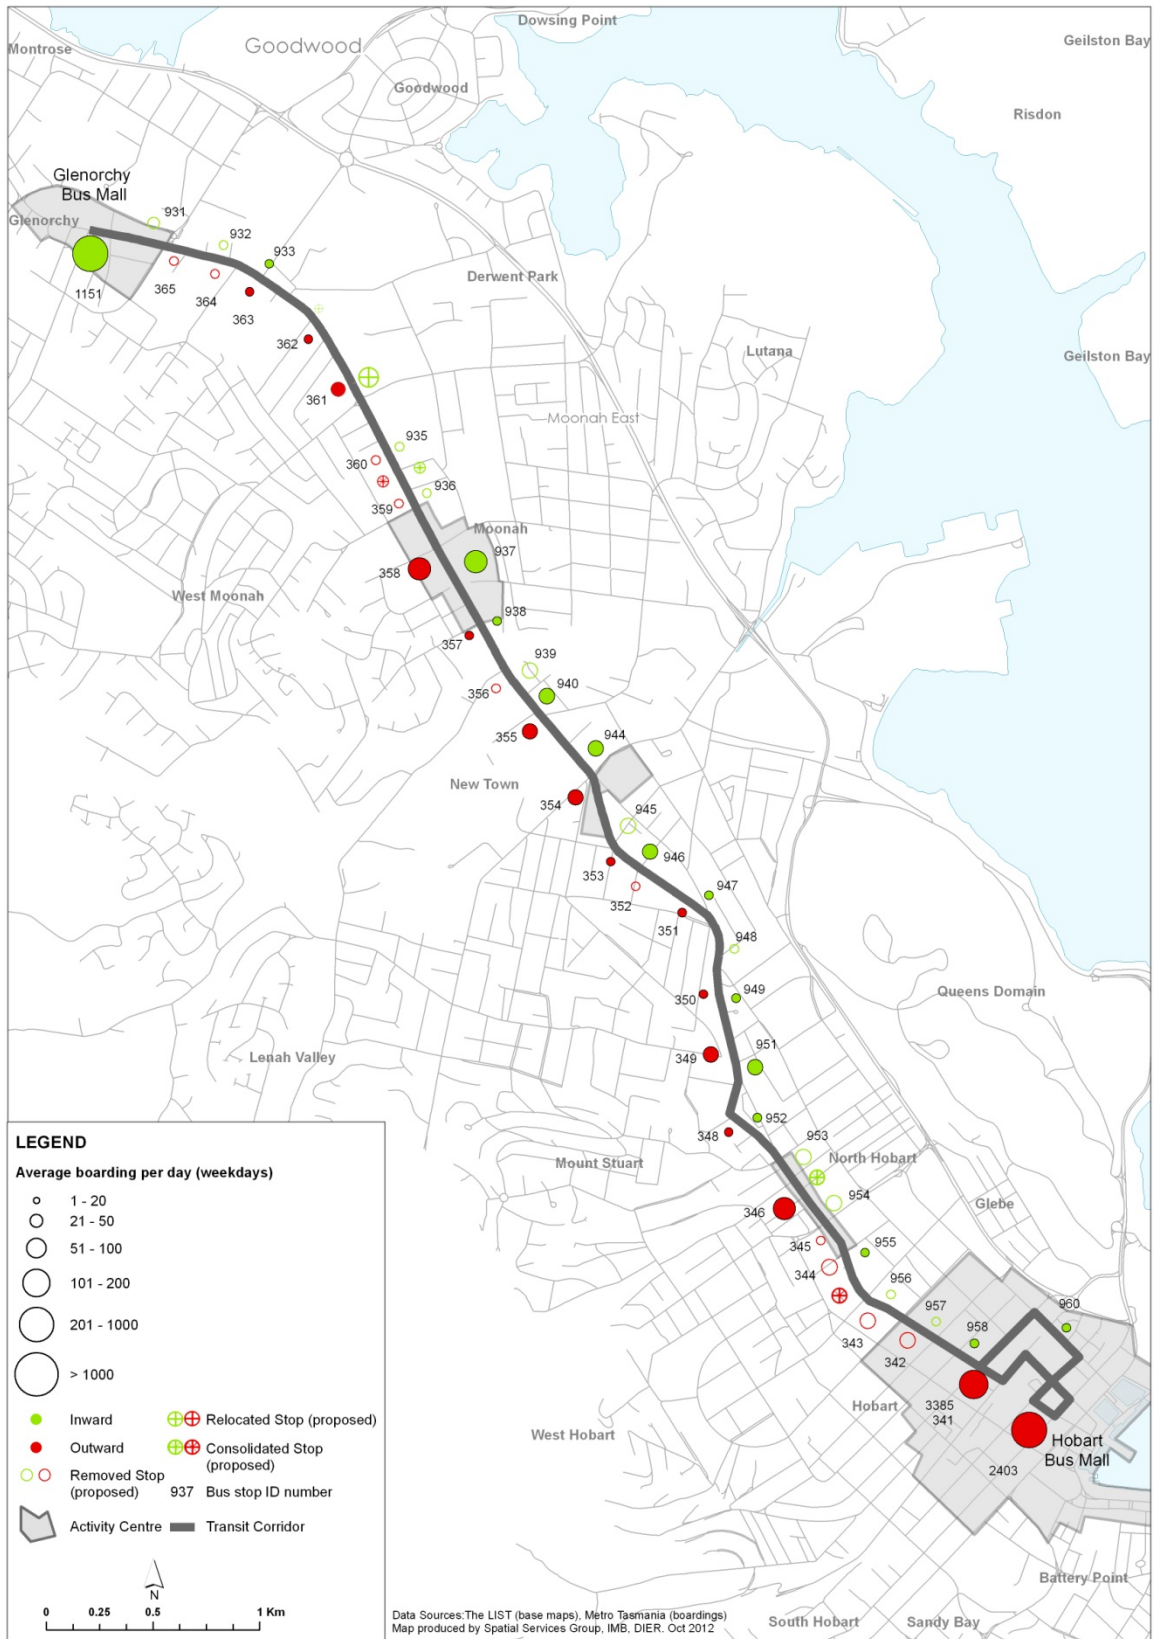 Dowsing Point
Geilston Bay
Montrose
Goodwood
Goodwood
Risdon
Glenorchy
Bus Mall
Glenorchy
931
932
933
Derwent Park
365
364
363
1151
362
Lutana
Geilston Bay
361
Moonah East
935
360
936
359
Moonah
937
358
West Moonah
938
357
939
356
940
355
944
New Town
354
945
946
353
947
352
351
948
350
949
Queens Domain
349
951
Lenah Valley
952
348
953
North Hobart
Mount Stuart
954
Glebe
346
345
955
344
956
957
960
958
343
342
3385
341
Hobart
West Hobart
Hobart
Bus Mall
2403
Battery Point
South Hobart
Sandy Bay
LEGEND
Average boarding per day (weekdays)
1 - 20
21 - 50
51 - 100
101 - 200
201 - 1000
> 1000
Inward
Relocated Stop (proposed)
Outward
Consolidated Stop
(proposed)
Removed Stop
(proposed)
937 Bus stop ID number
Activity Centre
Transit Corridor
N
0 0.25 0.5 1 Km
Data Sources:The LIST (base maps), Metro Tasmania (boardings)
Map produced by Spatial Services Group, IMB, DIER. Oct 2012